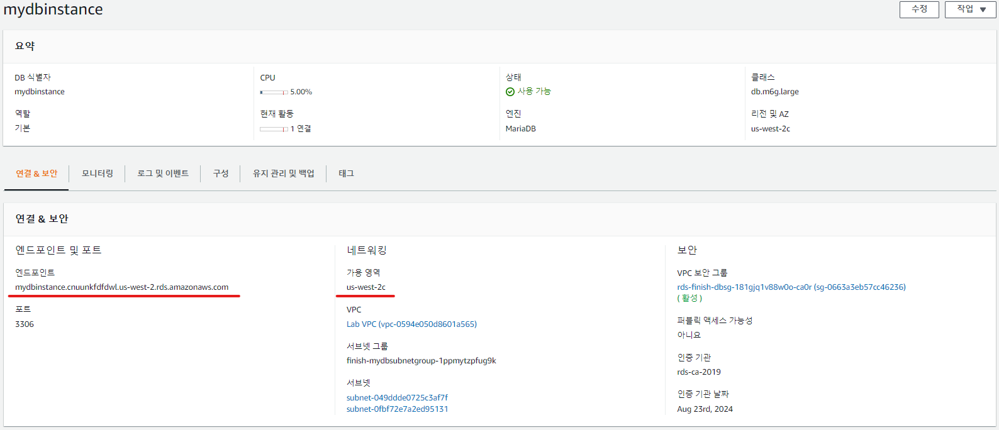 mydbinstance
수정
작업
요약
DB 식별자
mydbinstance
역할
기본
CPU
5.00%
현재 활동
1 연결
상태
사용 가능
엔진
MariaDB
클래스
db.m6g.large
리전 및 AZ
us-west-2c
연결 & 보안
모니터링
로그 및 이벤트
구성
유지 관리 및 백업
태그
연결 & 보안
엔드포인트 및 포트
엔드포인트
mydbinstance.cnuunkfdfdwl.us-west-2.rds.amazonaws.com
포트
3306
네트워킹
가용 영역
us-west-2c
VPC
Lab VPC (vpc-0594e050d8601a565)
서브넷 그룹
finish-mydbsubnetgroup-1ppmytzpfug9k
서브넷
subnet-049ddde0725c3af7f
subnet-0fbf72e7a2ed95131
보안
VPC 보안 그룹
rds-finish-dbsg-181gjq1v88w0o-ca0r (sg-0663a3eb57cc46236)
( 활성 )
퍼블릭 액세스 가능성
아니요
인증 기관
rds-ca-2019
인증 기관 날짜
Aug 23rd, 2024